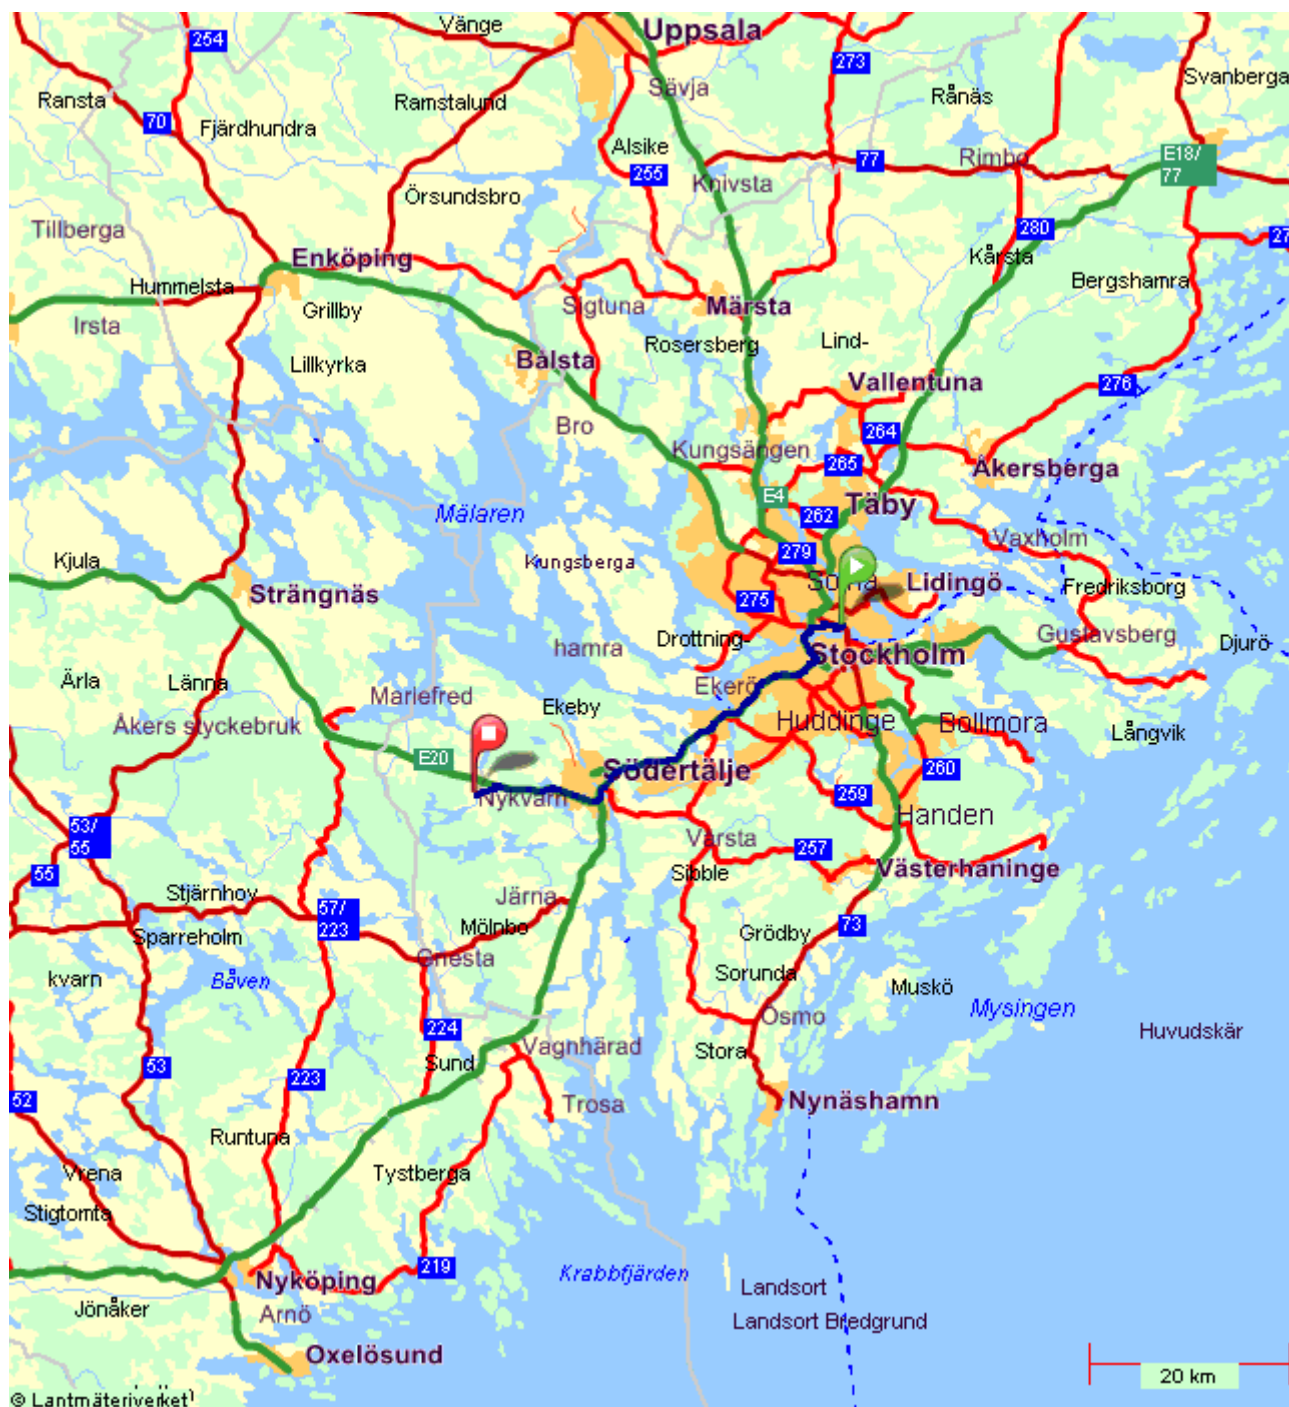 Vänge
Uppsala
254
273
Svanberga
Sävja
Ransta
Ramstalund
Rånäs
70
Fjärdhundra
Alsike
77
Rimbo
E18/
77
255
Knivsta
Örsundsbro
Tillberga
280
27
Enköping
Kårsta
Hummelsta
Bergshamra
Grillby
Sigtuna
Märsta
Irsta
Rosersberg
Lind-
Bålsta
Lillkyrka
Vallentuna
276
Bro
264
Kungsängen
265
Åkersberga
E4
Täby
Mälaren
262
Vaxholm
Kjula
Kungsberga
279
Solna
Lidingö
Fredriksborg
Strängnäs
275
Drottning-
Gustavsberg
Djurö-
hamra
Stockholm
Ärla
Länna
Mariefred
Ekerö
Ekeby
Åkers styckebruk
Huddinge
Bollmora
Långvik
E20
Södertälje
260
Nykvarn
259
Handen
53/
55
Vårsta
257
55
Sibble
Västerhaninge
Stjärnhov
Järna
57/
223
Mölnbo
73
Sparreholm
Grödby
Gnesta
kvarn
Båven
Sorunda
Muskö
Mysingen
Ösmo
224
Huvudskär
Vagnhärad
Stora
53
Sund
223
52
Trosa
Nynäshamn
Runtuna
Vrena
Tystberga
Stigtomta
219
Krabbfjärden
Nyköping
Landsort
Jönåker
Arnö
Landsort Bredgrund
Oxelösund
20 km
© Lantmäteriverket